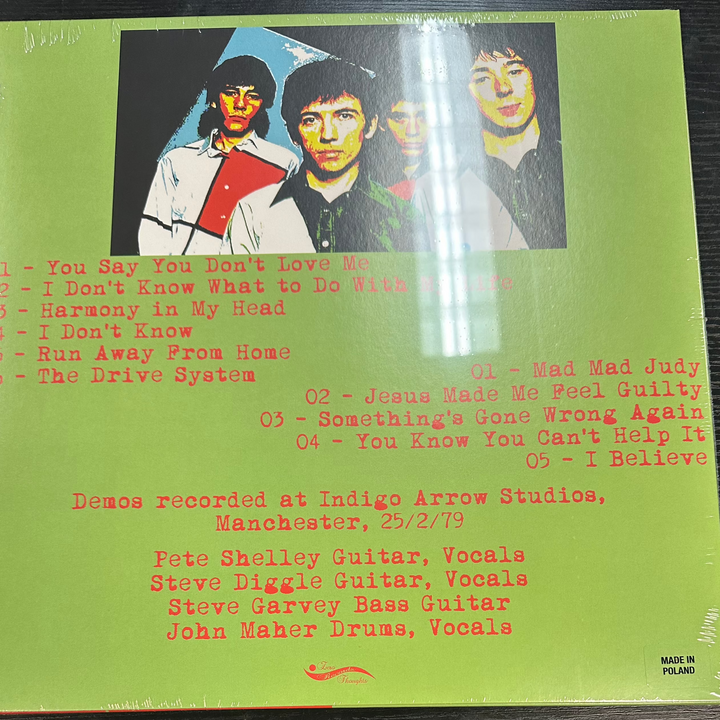 1 - You Say You Don't Love Me
2 - I Don't Know What to Do With My Life
3 - Harmony in My Head
4 - I Don't Know
- Run Away From Home
- The Drive System
01 - Mad Mad Judy
02 - Jesus Made Me Feel Guilty
03 - Something's Gone Wrong Again
04 - You Know You Can't Help It
05 - I Believe
Demos recorded at Indigo Arrow Studios,
Manchester, 25/2/79
Pete Shelley Guitar, Vocals
Steve Diggle Guitar, Vocals
Steve Garvey Bass Guitar
John Maher Drums, Vocals
MADE IN
POLAND